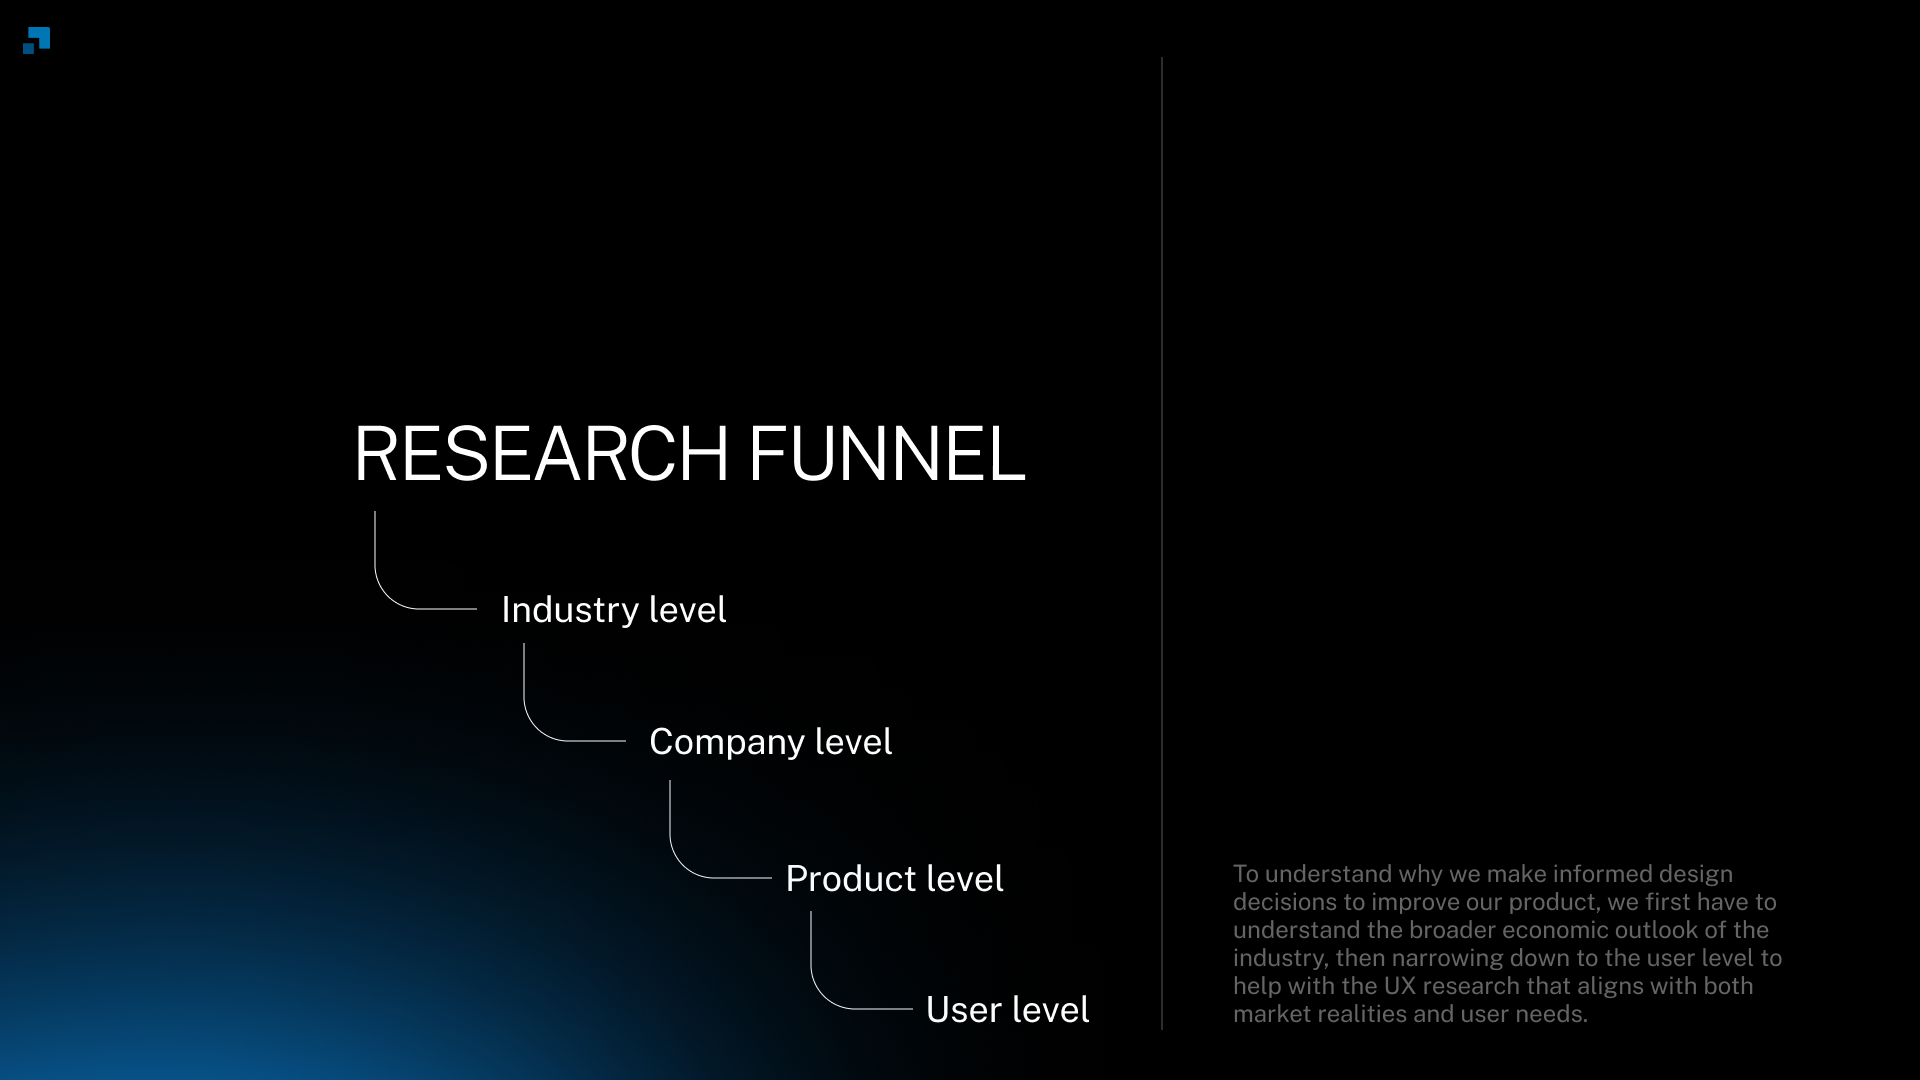 RESEARCH FUNNEL
Industry level
Company level
Product level
User level
To understand why we make informed design
decisions to improve our product, we first have to
understand the broader economic outlook of the
industry, then narrowing down to the user level to
help with the UX research that aligns with both
market realities and user needs.